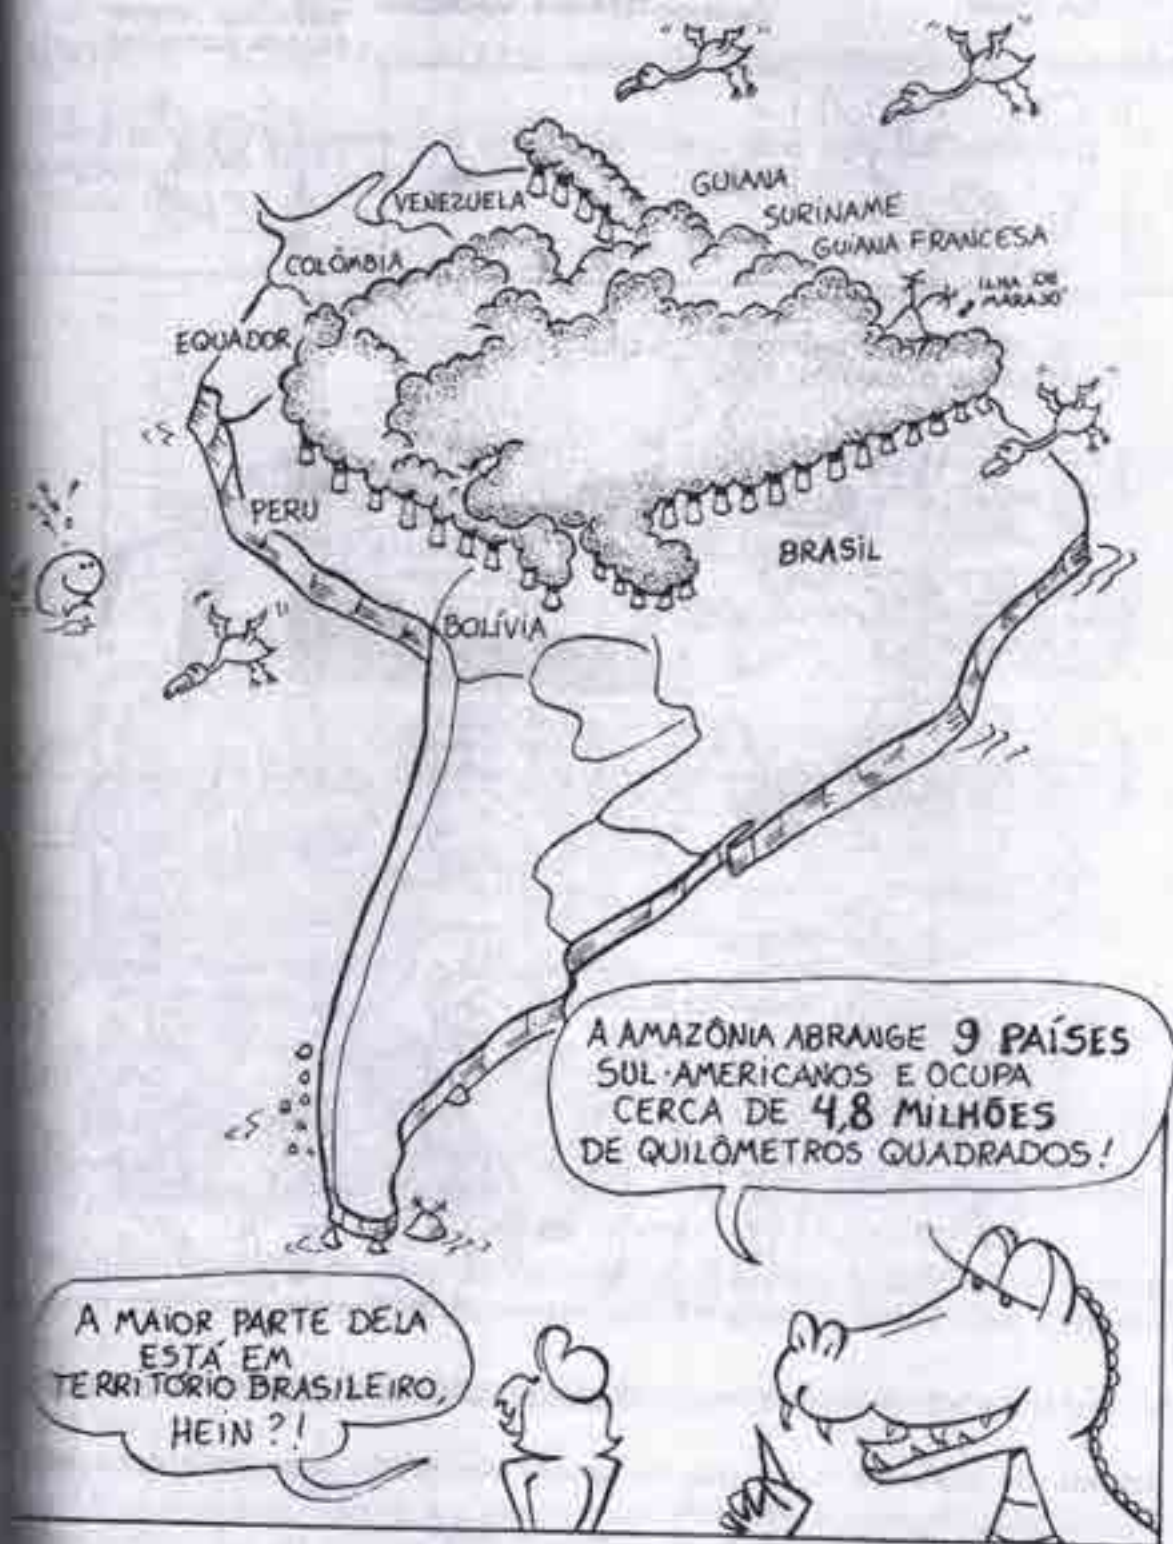 GUIANA
VENEZUELA
SURINAME
GUIANA FRANCESA
COLÔMBIA
ILHA DE
MARAJÓ
EQUADOR
PERU
BRASIL
BOLÍVIA
A AMAZÔNIA ABRANGE 9 PAÍSES
SUL-AMERICANOS E OCUPA
CERCA DE 4,8 MILHÕES
DE QUILÔMETROS QUADRADOS!
A MAIOR PARTE DELA
ESTÁ EM
TERRITÓRIO BRASILEIRO,
HEIN?!